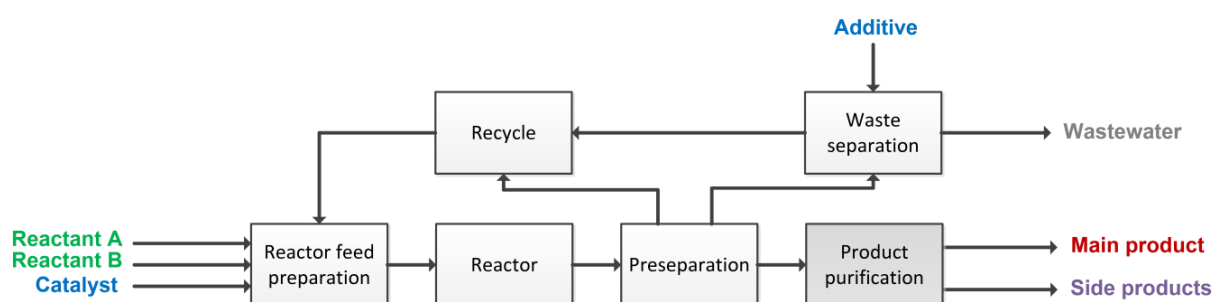 Additive
Recycle
Waste
separation
Wastewater
Reactant A
Reactant B
Catalyst
Reactor feed
preparation
Reactor
Preseparation
Product
purification
Main product
Side products